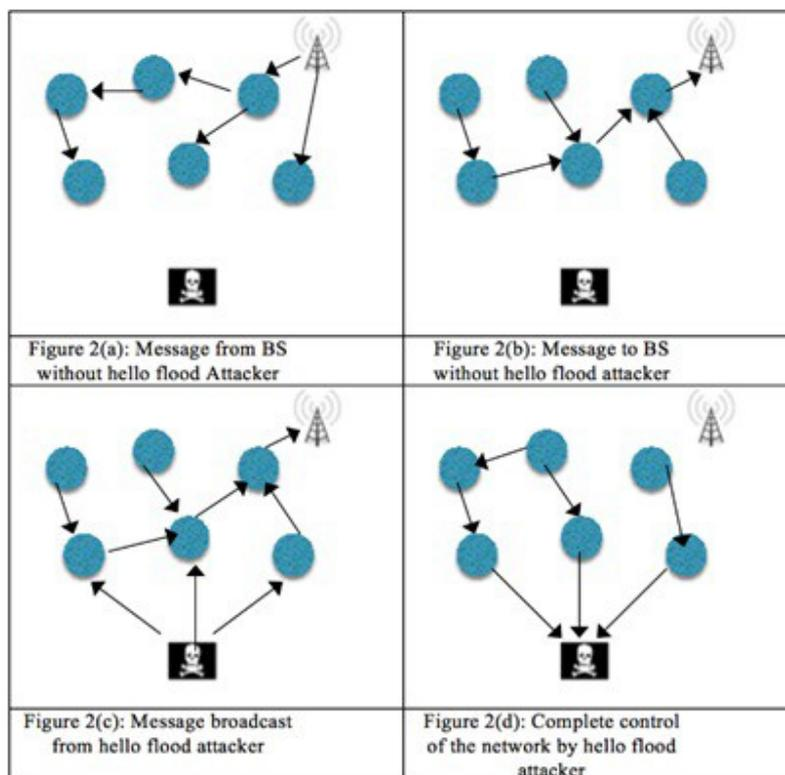 Figure 2(a): Message from BS
without hello flood Attacker
Figure 2(b): Message to BS
without hello flood attacker
Figure 2(c): Message broadcast
from hello flood attacker
Figure 2(d): Complete control
of the network by hello flood
attacker